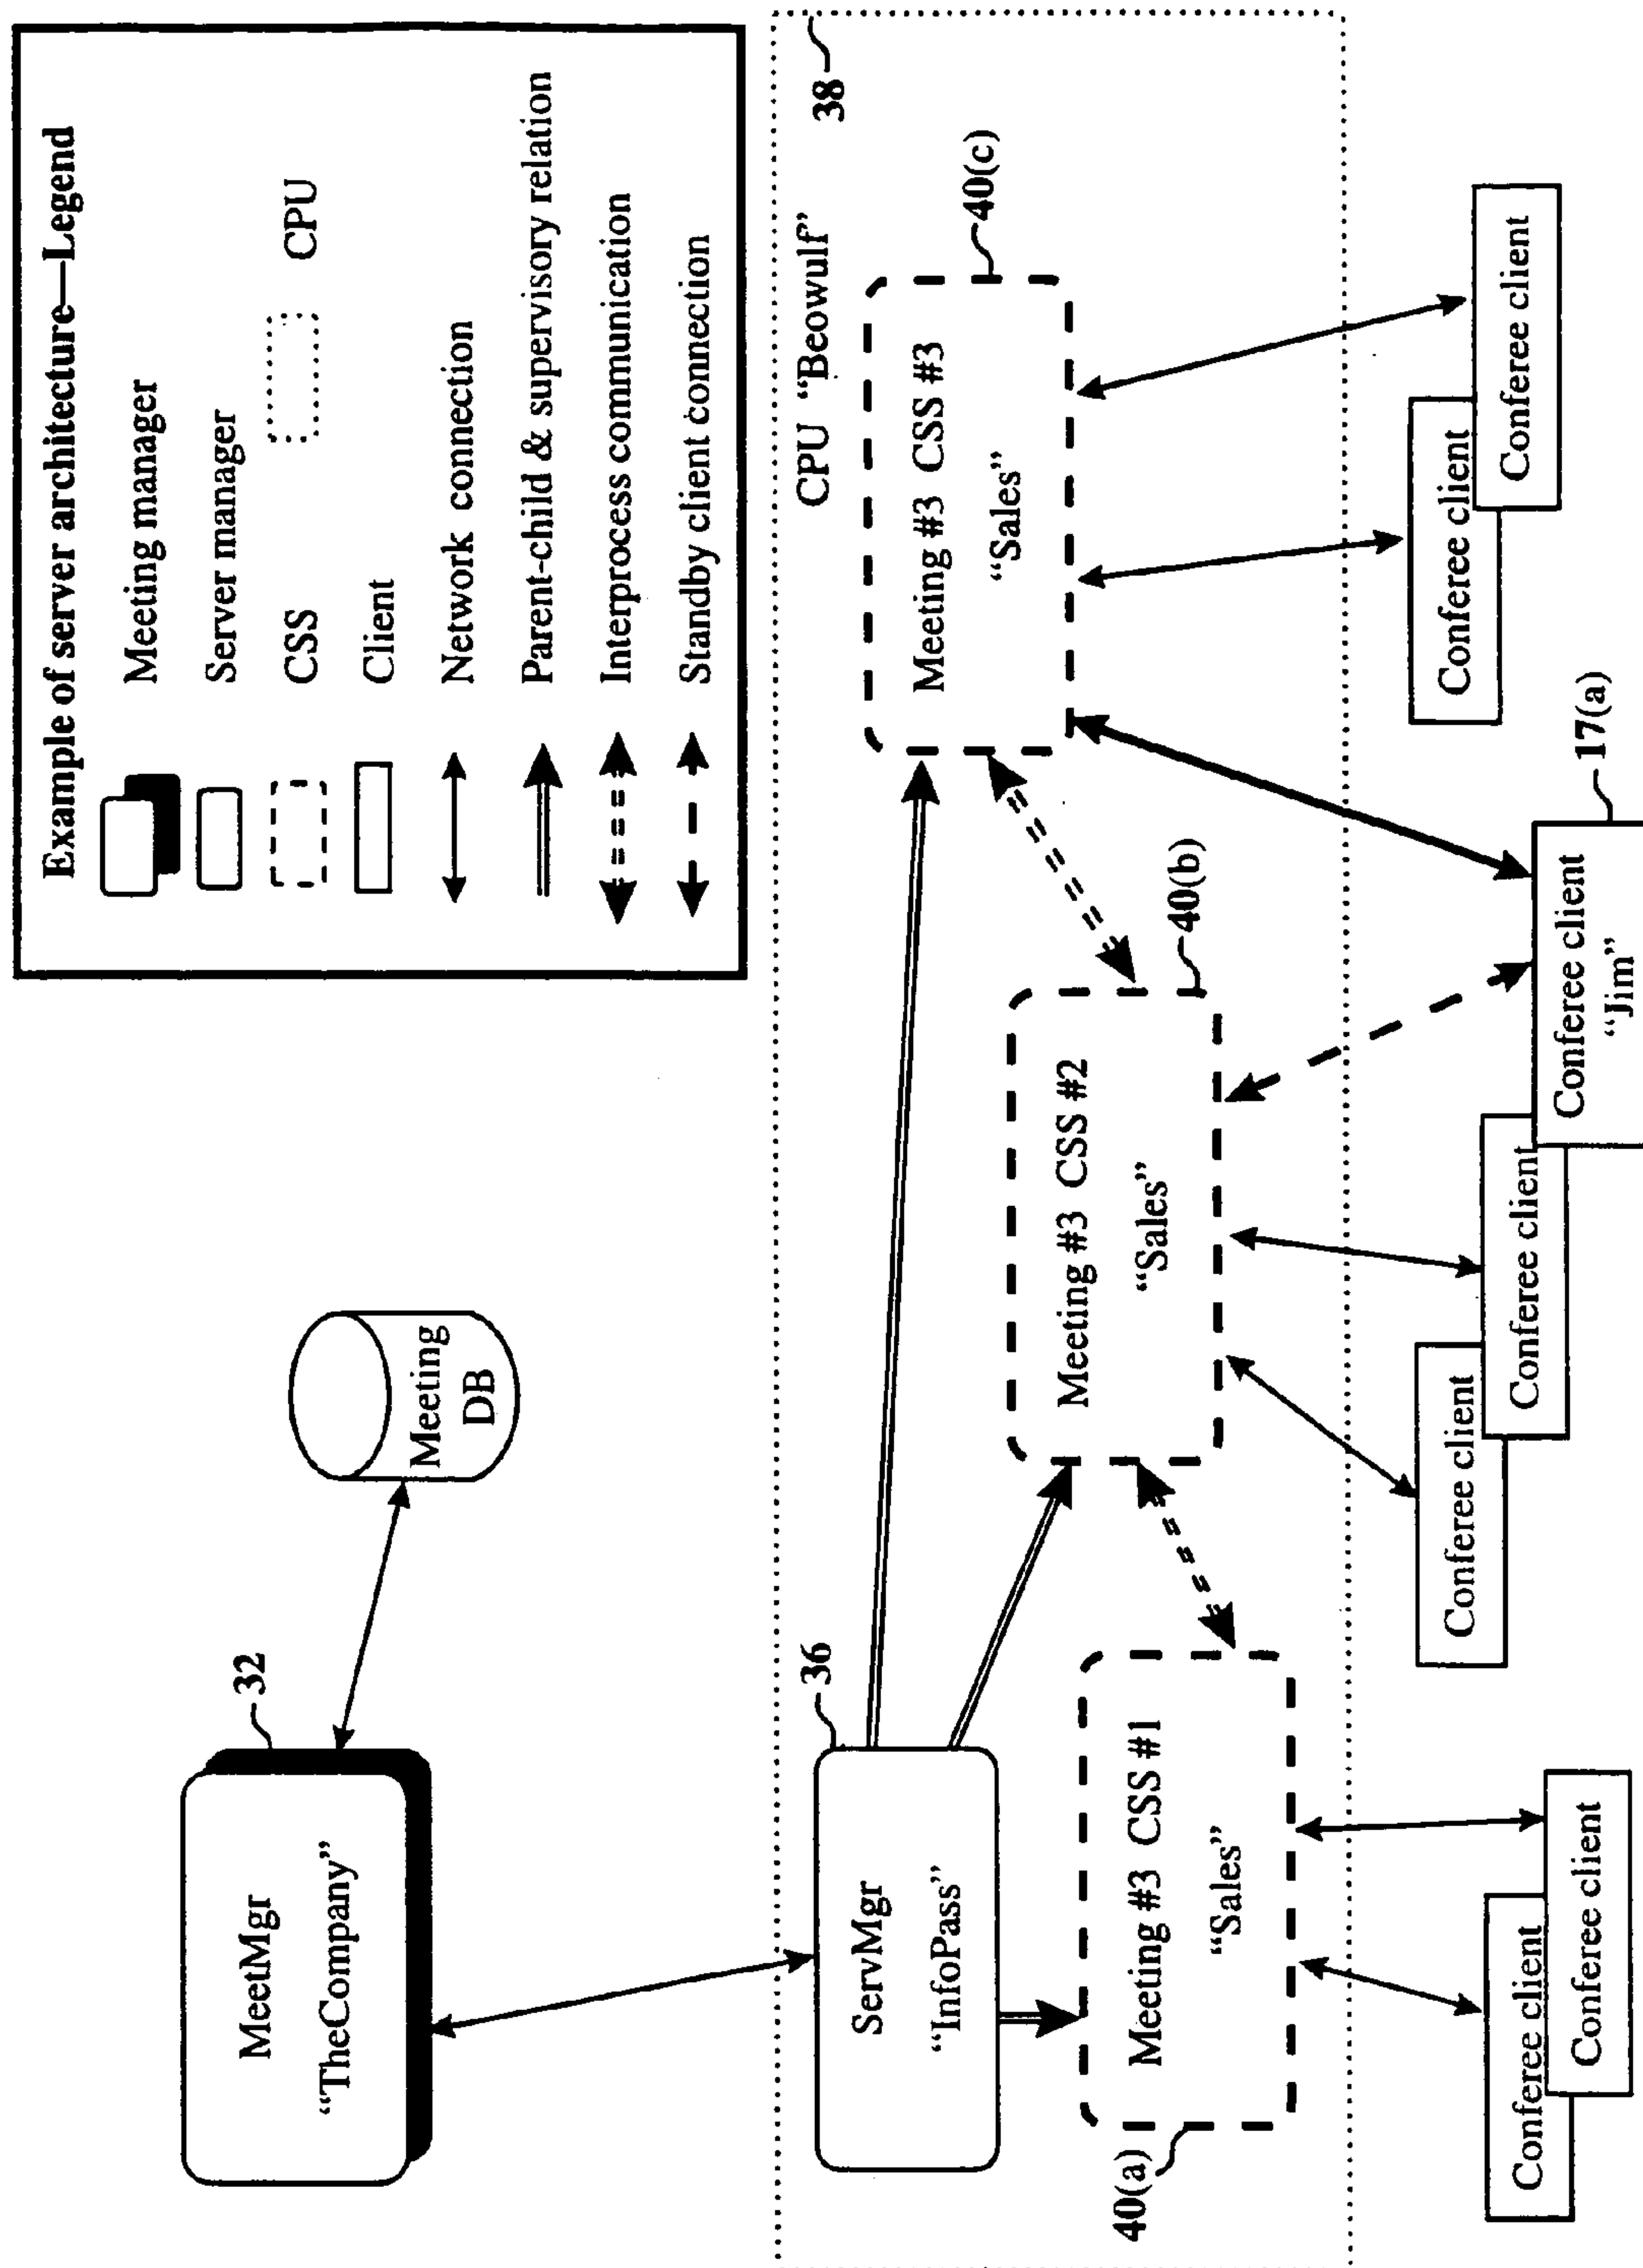 Example of server architecture—Legend
Meeting manager
Server manager
CSS
CPU
Client
Network connection
Parent-child & supervisory relation
Interprocess communication
Standby client connection
MeetMgr
“TheCompany”
32
Meeting
DB
38
CPU “Beowulf”
ServMgr
“InfoPass”
36
Meeting #3 CSS #1
“Sales”
40(a)
Meeting #3 CSS #2
“Sales”
40(b)
Meeting #3 CSS #3
“Sales”
40(c)
Conferee client
Conferee client
Conferee client
Conferee client
Conferee client
“Jim”
17(a)
Conferee client
Conferee client